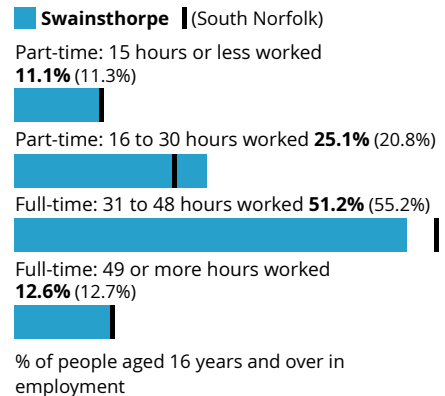 Swainsthorpe (South Norfolk)
Part-time: 15 hours or less worked
11.1% (11.3%)
Part-time: 16 to 30 hours worked 25.1% (20.8%)
Full-time: 31 to 48 hours worked 51.2% (55.2%)
Full-time: 49 or more hours worked
12.6% (12.7%)
% of people aged 16 years and over in
employment